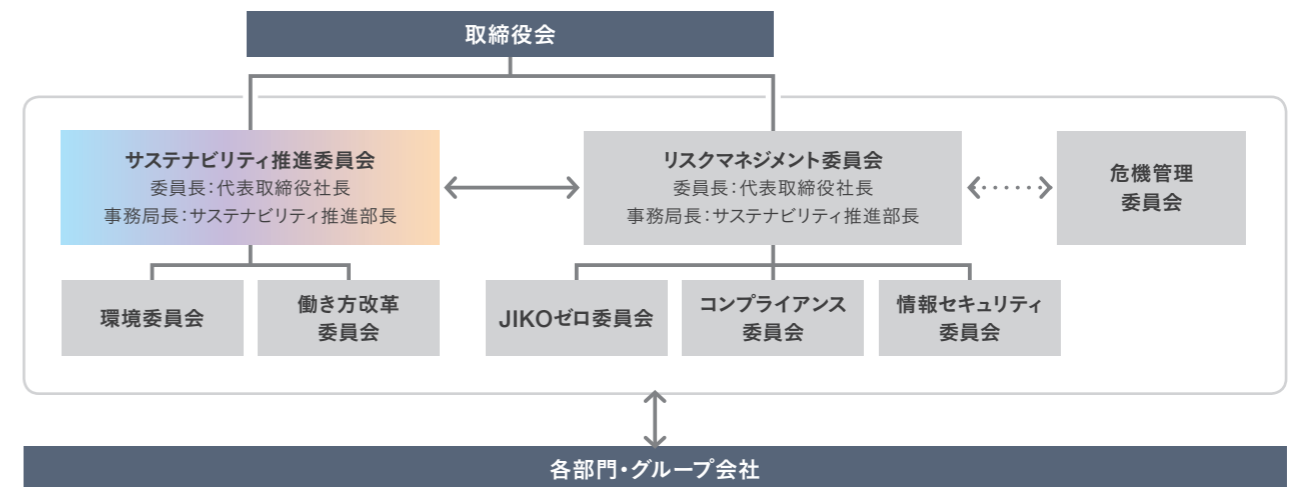 取締役会
サステナビリティ推進委員会
委員長：代表取締役社長
事務局長：サステナビリティ推進部長
リスクマネジメント委員会
委員長：代表取締役社長
事務局長：サステナビリティ推進部長
危機管理
委員会
環境委員会
働き方改革
委員会
JIKOゼロ委員会
コンプライアンス
委員会
情報セキュリティ
委員会
各部門・グループ会社